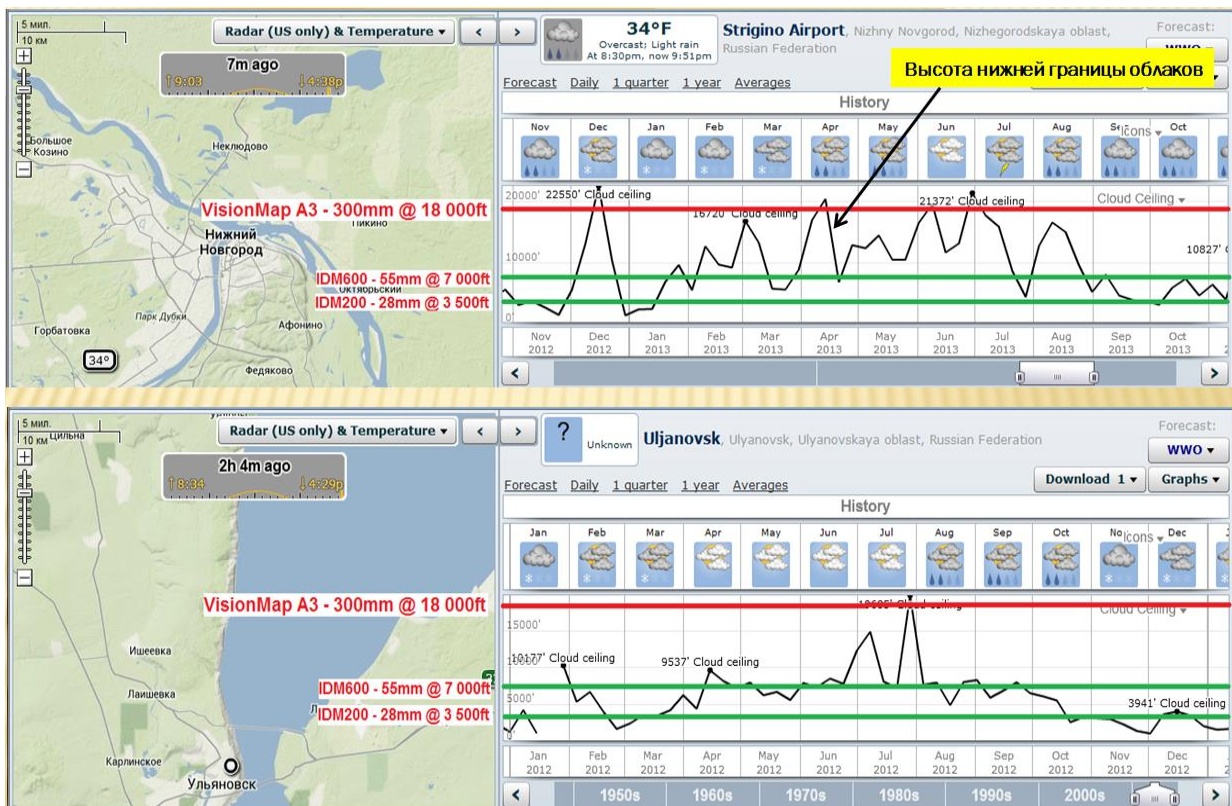 5 мил.
10 км
Radar (US only) & Temperature
7m ago
↑9:03
↓4:38p
Большое
Козино
Неклюдово
VisionMap A3 - 300mm @ 18 000ft
Нижний
Новгород
IDM600 - 55mm @ 7 000ft
Октябрьский
IDM200 - 28mm @ 3 500ft
Парк Дубки
Афонино
Горбатовка
34°
Федяково
34°F
Overcast; Light rain
At 8:30pm, now 9:51pm
Strigino Airport, Nizhny Novgorod, Nizhegorodskaya oblast,
Russian Federation
Forecast:
WWO
Высота нижней границы облаков
Forecast Daily 1 quarter 1 year Averages
History
Nov Dec Jan Feb Mar Apr May Jun Jul Aug Oct
Icons
20000'
22550' Cloud ceiling
16720' Cloud ceiling
21372' Cloud ceiling
Cloud Ceiling
10000'
10827'
0'
Nov Dec Jan Feb Mar Apr May Jun Jul Aug Sep Oct
2012 2012 2013 2013 2013 2013 2013 2013 2013 2013 2013 2013
5 мил.
10 км
Цильна
Radar (US only) & Temperature
2h 4m ago
↑8:34
↓4:29p
VisionMap A3 - 300mm @ 18 000ft
Ишеевка
IDM600 - 55mm @ 7 000ft
Лаишевка
IDM200 - 28mm @ 3 500ft
Карлинское
Ульяновск
?
Unknown
Uljanovsk, Ulyanovsk, Ulyanovskaya oblast, Russian Federation
Forecast:
WWO
Download 1
Graphs
Forecast Daily 1 quarter 1 year Averages
History
Jan Feb Mar Apr May Jun Jul Aug Sep Oct Dec
Icons
Cloud ceiling
Cloud Ceiling
15000'
10177' Cloud ceiling
9537' Cloud ceiling
5000'
3941' Cloud ceiling
0'
Jan Feb Mar Apr May Jun Jul Aug Sep Oct Nov Dec
2012 2012 2012 2012 2012 2012 2012 2012 2012 2012 2012 2012
1950s 1960s 1970s 1980s 1990s 2000s